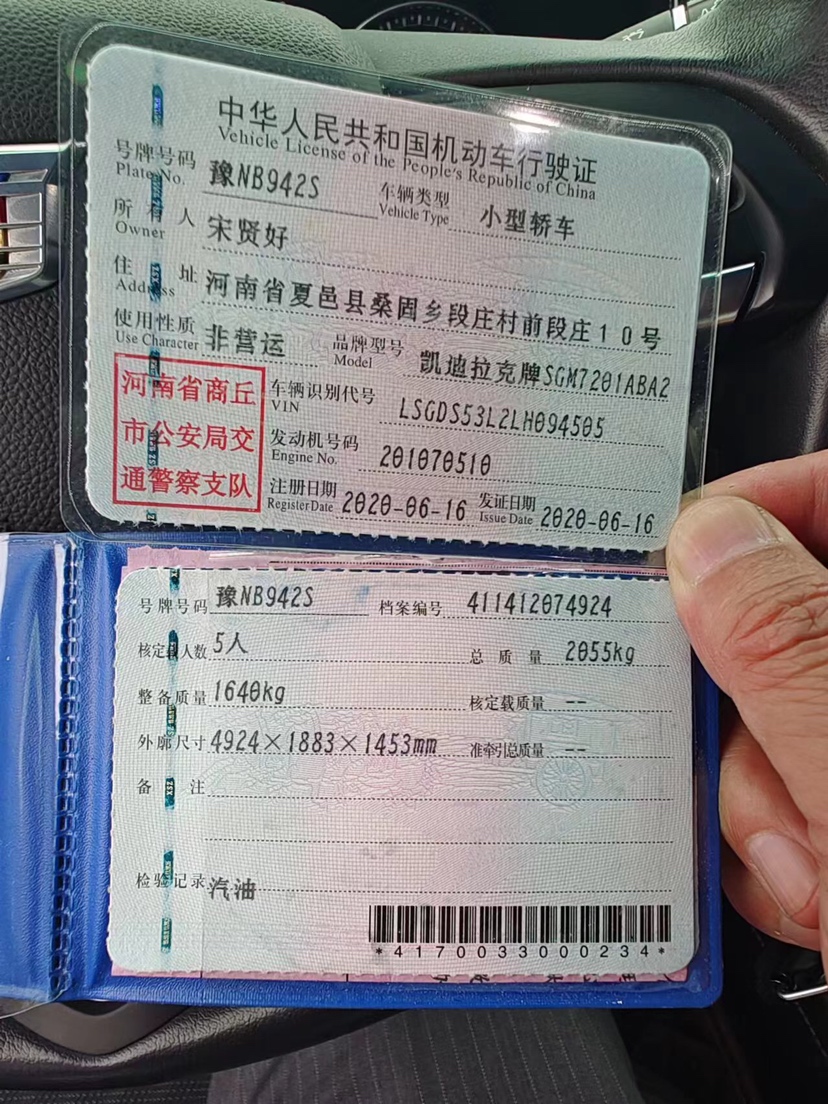 中华人民共和国机动车行驶证
Vehicle License of the People's Republic of China
号牌号码 豫NB942S 车辆类型 小型轿车
Plate No. Vehicle Type
所有人 宋贤好
Owner
住址 河南省夏邑县桑固乡段庄村前段庄10号
Address
使用性质 非营运 品牌型号 凯迪拉克牌SGM7201ABA2
Use Character Model
河南省商丘
市公安局交
通警察支队
车辆识别代号 LSGDS53L2LH094505
VIN
发动机号码 201070510
Engine No.
注册日期 2020-06-16 发证日期 2020-06-16
Register Date Issue Date
号牌号码 豫NB942S 档案编号 411412074924
核定载人数 5人 总质量 2055kg
整备质量 1640kg 核定载质量 --
外廓尺寸 4924×1883×1453mm 准牵引总质量 --
备注
检验记录 汽油
*4170033000234*